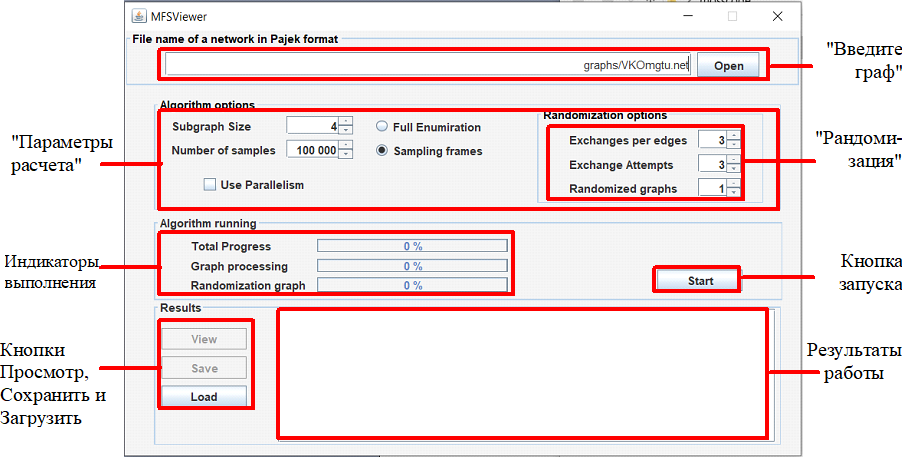 MFSViewer
File name of a network in Pajek format
graphs/VKOmgtu.net
Open
"Введите
граф"
Algorithm options
Subgraph Size
4
Full Enumiration
Number of samples
100 000
Sampling frames
Use Parallelism
Randomization options
Exchanges per edges
3
Exchange Attempts
3
Randomized graphs
1
"Параметры
расчета"
"Рандоми-
зация"
Algorithm running
Total Progress
0 %
Graph processing
0 %
Randomization graph
0 %
Start
Индикаторы
выполнения
Кнопка
запуска
Results
View
Save
Load
Кнопки
Просмотр,
Сохранить и
Загрузить
Результаты
работы